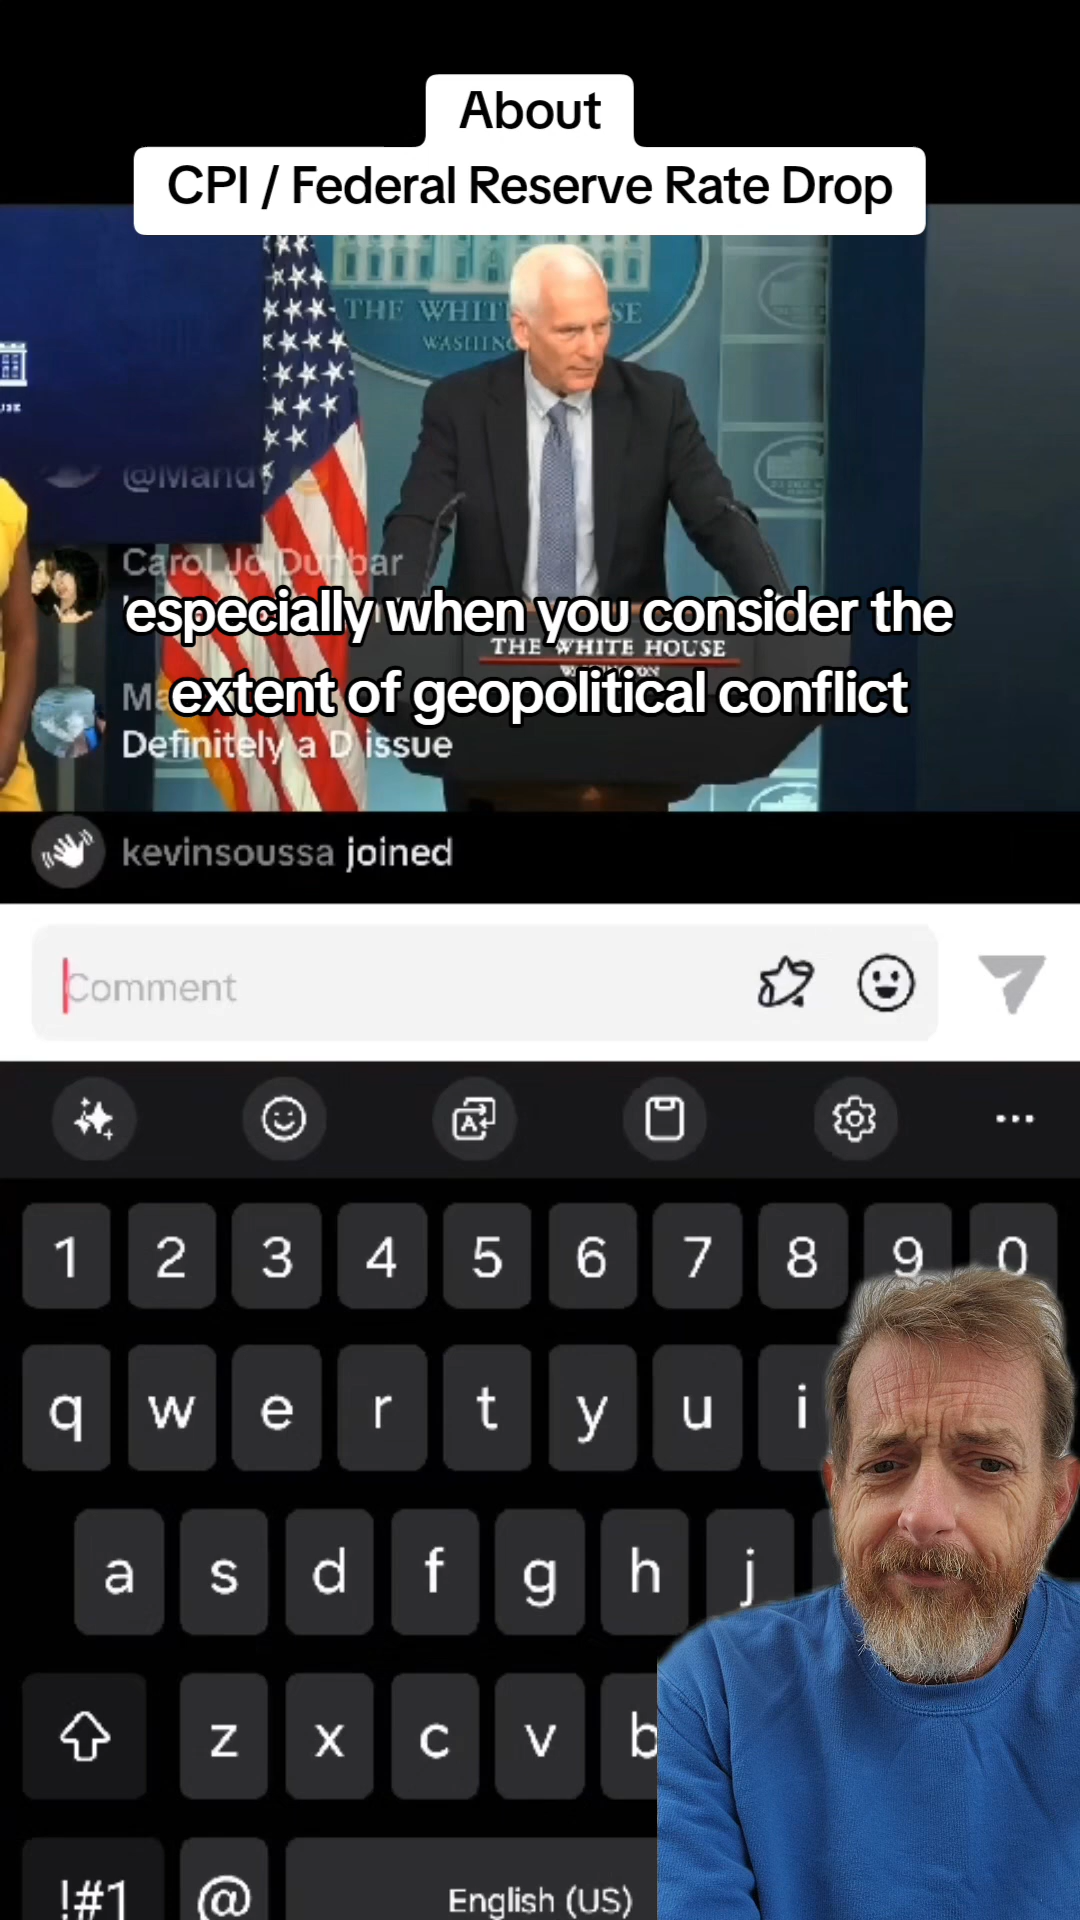 About
CPI / Federal Reserve Rate Drop
THE WHITE HOUSE
@Mandy
Carol Jo Dunbar
especially when you consider the
THE WHITE HOUSE
WASHINGTON
extent of geopolitical conflict
Definitely a D issue
kevinsoussa joined
Comment
1 2 3 4 5 6 7 8 9 0
q w e r t y u i
a s d f g h j
z x c v b
!#1 @ English (US)